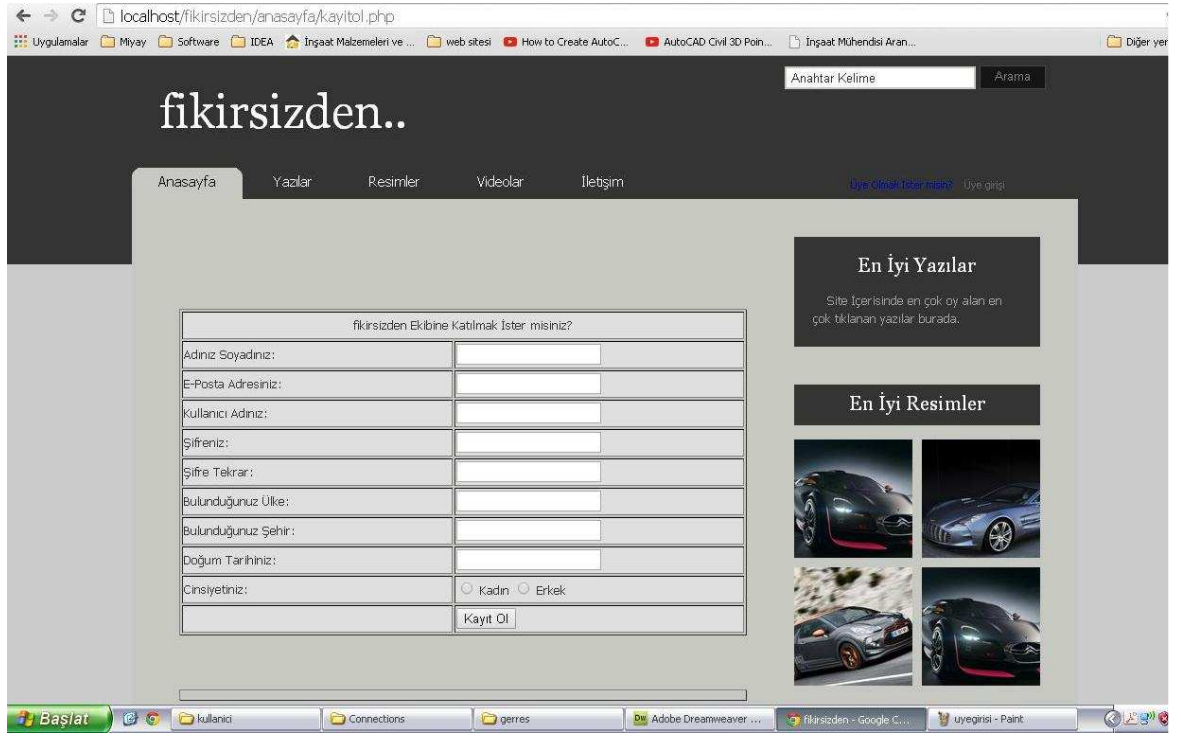 localhost/fikirsizden/anasayfa/kayitol.php
Uygulamalar Miyay Software IDEA İnşaat Malzemeleri ve ... web sitesi How to Create AutoC... AutoCAD Civil 3D Poin... İnşaat Mühendisi Aran... Diğer yer
Anahtar Kelime Arama
fikirsizden..
Anasayfa Yazılar Resimler Videolar İletişim
Üye Olmak İster misin? Üye girişi
En İyi Yazılar
Site İçerisinde en çok oy alan en
çok tıklanan yazılar burada.
fikirsizden Ekibine Katılmak İster misiniz?
Adınız Soyadınız:
E-Posta Adresiniz:
Kullanıcı Adınız:
Şifreniz:
Şifre Tekrar:
Bulunduğunuz Ülke:
Bulunduğunuz Şehir:
Doğum Tarihiniz:
Cinsiyetiniz: Kadın Erkek
Kayıt Ol
En İyi Resimler
Başlat kullanici Connections gerres Adobe Dreamweaver ... fikirsizden - Google C... uyegirisi - Paint